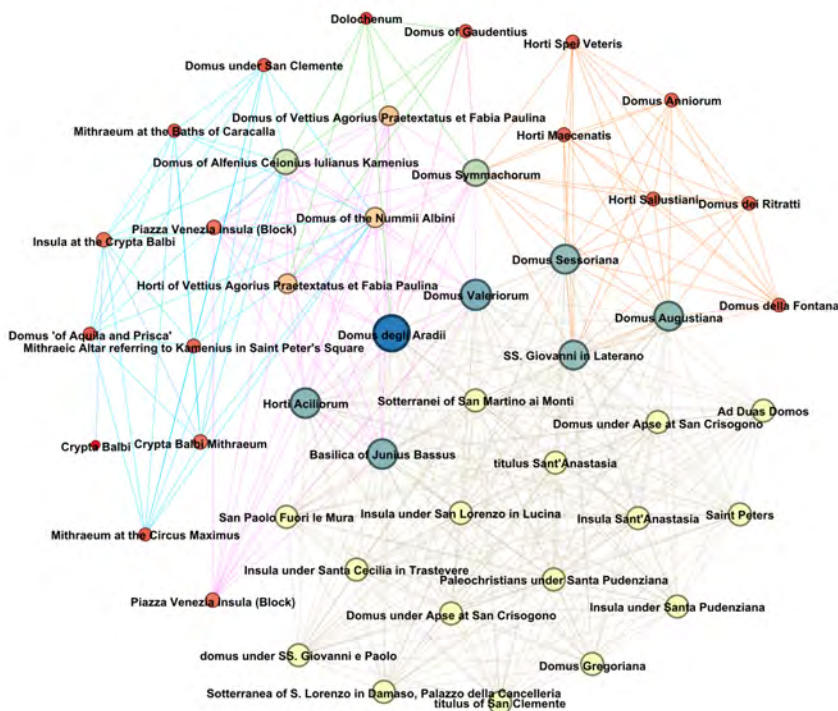 Dolochenum
Domus of Gaudentius
Horti Spei Veteris
Domus under San Clemente
Domus Anniorum
Domus of Vettius Agorius Praetextatus et Fabia Paulina
Mithraeum at the Baths of Caracalla
Horti Maecenatis
Domus of Alfenius Ceionius Iulianus Kamenius
Domus Symmachorum
Horti Sallustiani
Domus dei Ritratti
Domus of the Nummii Albini
Piazza Venezia Insula (Block)
Insula at the Crypta Balbi
Domus Sessoriana
Horti of Vettius Agorius Praetextatus et Fabia Paulina
Domus Valeriorum
Domus della Fontana
Domus Augustiana
Domus 'of Aquila and Prisca'
Domus degli Aradii
Mithraeic Altar referring to Kamenius in Saint Peter's Square
SS. Giovanni in Laterano
Horti Aciliorum
Sotterranei of San Martino ai Monti
Ad Duas Domos
Domus under Apse at San Crisogono
Crypta Balbi
Crypta Balbi Mithraeum
Basilica of Junius Bassus
titulus Sant'Anastasia
San Paolo Fuori le Mura
Insula under San Lorenzo in Lucina
Insula Sant'Anastasia
Saint Peters
Mithraeum at the Circus Maximus
Insula under Santa Cecilia in Trastevere
Paleochristians under Santa Pudenziana
Piazza Venezia Insula (Block)
Domus under Apse at San Crisogono
Insula under Santa Pudenziana
domus under SS. Giovanni e Paolo
Domus Gregoriana
Sotterranea of S. Lorenzo in Damaso, Palazzo della Cancelleria
titulus of San Clemente